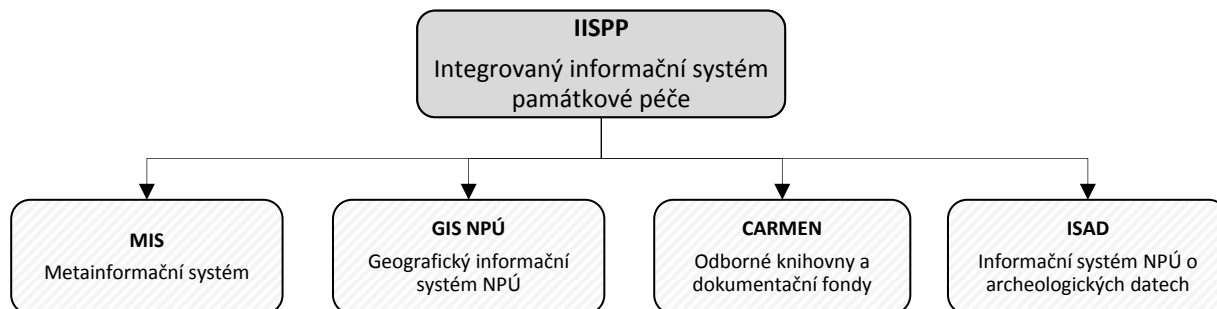 IISPP
Integrovaný informační systém
památkové péče
MIS
Metainformační systém
GIS NPÚ
Geografický informační
systém NPÚ
CARMEN
Odborné knihovny a
dokumentační fondy
ISAD
Informační systém NPÚ o
archeologických datech